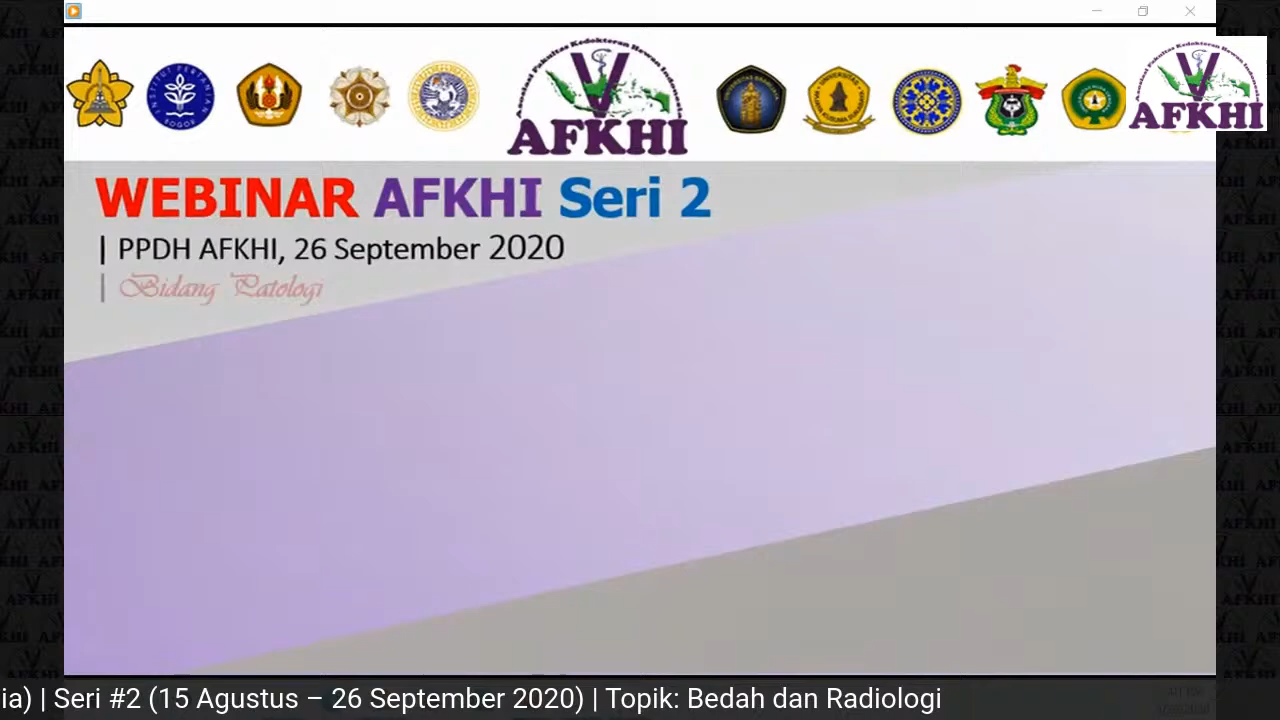 AFKHI
AFKHI
WEBINAR AFKHI Seri 2
| PPDH AFKHI, 26 September 2020
| Bidang Patologi
ia) | Seri #2 (15 Agustus – 26 September 2020) | Topik: Bedah dan Radiologi